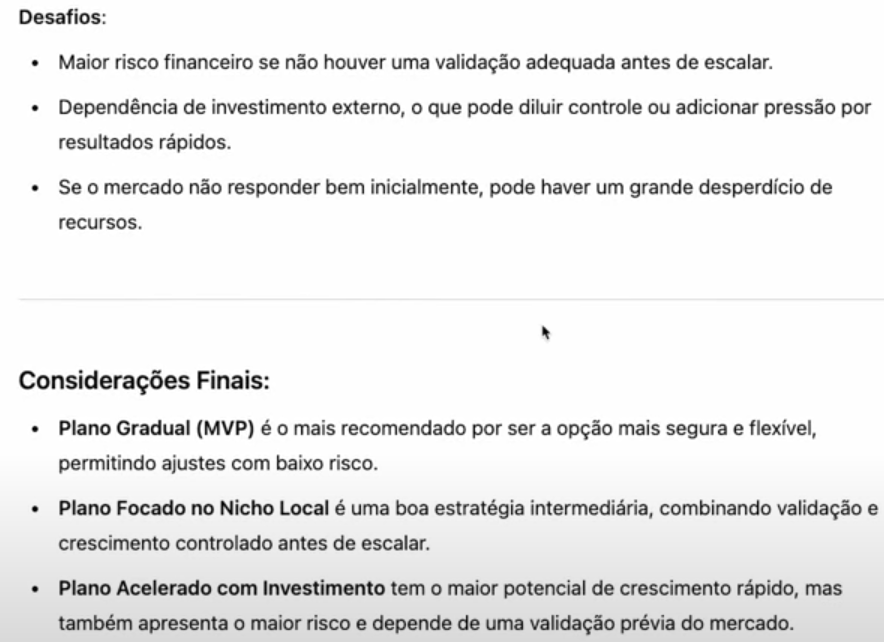 Desafios:
• Maior risco financeiro se não houver uma validação adequada antes de escalar.
• Dependência de investimento externo, o que pode diluir controle ou adicionar pressão por
resultados rápidos.
• Se o mercado não responder bem inicialmente, pode haver um grande desperdício de
recursos.
Considerações Finais:
• Plano Gradual (MVP) é o mais recomendado por ser a opção mais segura e flexível,
permitindo ajustes com baixo risco.
• Plano Focado no Nicho Local é uma boa estratégia intermediária, combinando validação e
crescimento controlado antes de escalar.
• Plano Acelerado com Investimento tem o maior potencial de crescimento rápido, mas
também apresenta o maior risco e depende de uma validação prévia do mercado.